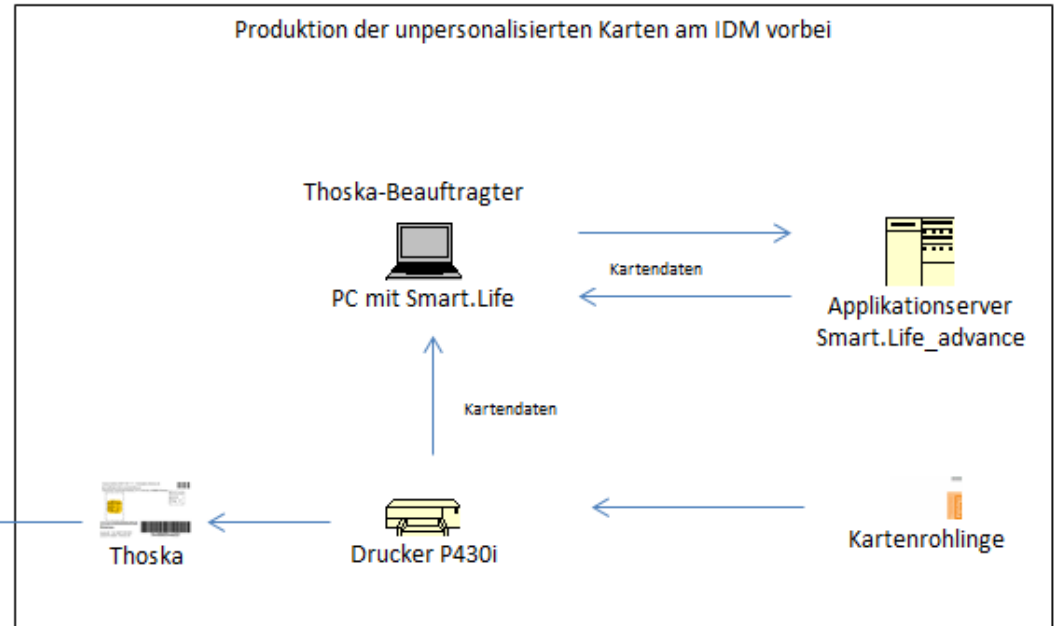 Produktion der unpersonalisierten Karten am IDM vorbei
Thoska-Beauftragter
PC mit Smart.Life
Kartendaten
Applikationserver
Smart.Life_advance
Kartendaten
Thoska
Drucker P430i
Kartenrohlinge